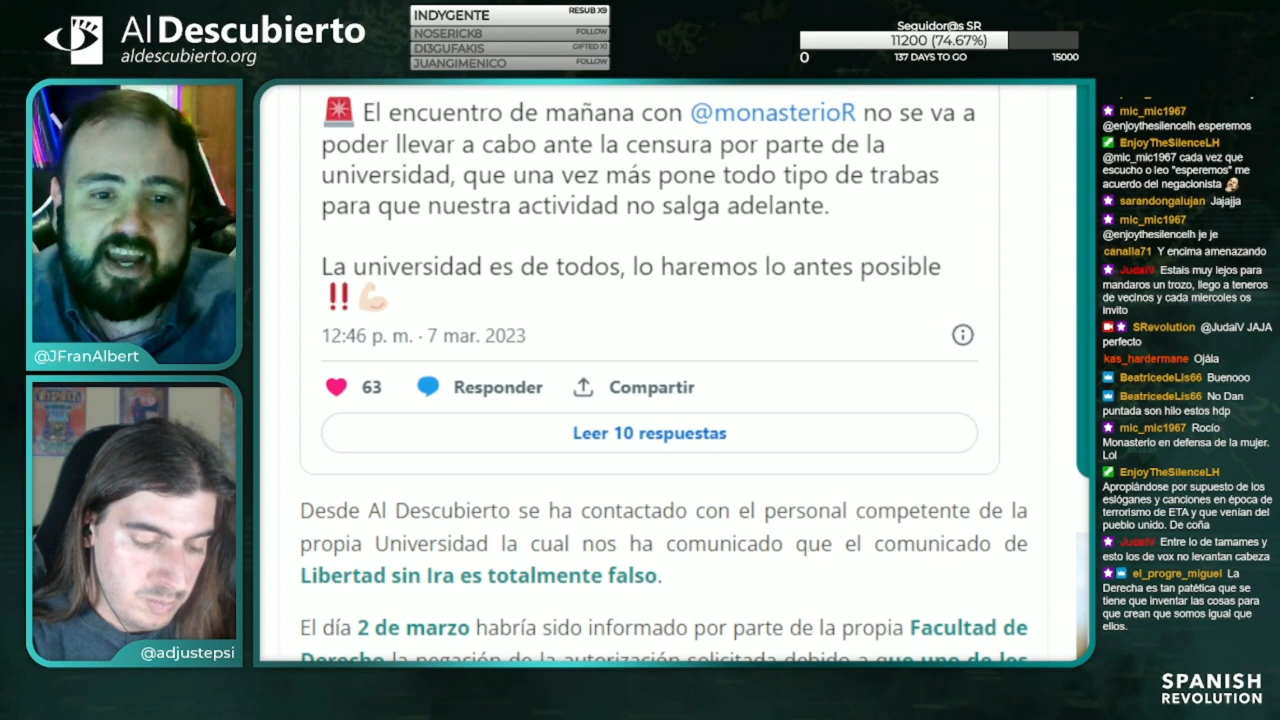 Al Descubierto
aldescubierto.org
INDYGENTE RESUB X9
NOSERICKB FOLLOW
DI3GUFAKIS GIFTED X1
JUANGIMENICO FOLLOW
Seguidor@s SR
11200 (74.67%)
0 137 DAYS TO GO 15000
@JFranAlbert
@adjustepsi
El encuentro de mañana con @monasterioR no se va a
poder llevar a cabo ante la censura por parte de la
universidad, que una vez más pone todo tipo de trabas
para que nuestra actividad no salga adelante.
La universidad es de todos, lo haremos lo antes posible
‼️💪🏻
12:46 p. m. · 7 mar. 2023
63 Responder Compartir
Leer 10 respuestas
Desde Al Descubierto se ha contactado con el personal competente de la
propia Universidad la cual nos ha comunicado que el comunicado de
Libertad sin Ira es totalmente falso.
El día 2 de marzo habría sido informado por parte de la propia Facultad de
Derecho la negación de la autorización solicitada debido a que uno de los
mic_mic1967
@enjoythesilencelh esperemos
EnjoyTheSilenceLH
@mic_mic1967 cada vez que
escucho o leo "esperemos" me
acuerdo del negacionista
sarandongalujan Jajajja
mic_mic1967
@enjoythesilencelh je je
canalla71 Y encima amenazando
JudaiV Estais muy lejos para
mandaros un trozo, llego a teneros
de vecinos y cada miercoles os
invito
SRevolution @JudaiV JAJA
perfecto
kas_hardermane Ojála
BeatricedeLis66 Buenooo
BeatricedeLis66 No Dan
puntada son hilo estos hdp
mic_mic1967 Rocío
Monasterio en defensa de la mujer.
Lol
EnjoyTheSilenceLH
Apropiándose por supuesto de los
eslóganes y canciones en época de
terrorismo de ETA y que venían del
pueblo unido. De coña
JudaiV Entre lo de tamames y
esto los de vox no levantan cabeza
el_progre_miguel La
Derecha es tan patética que se
tiene que inventar las cosas para
que crean que somos igual que
ellos.
SPANISH
REVOLUTION